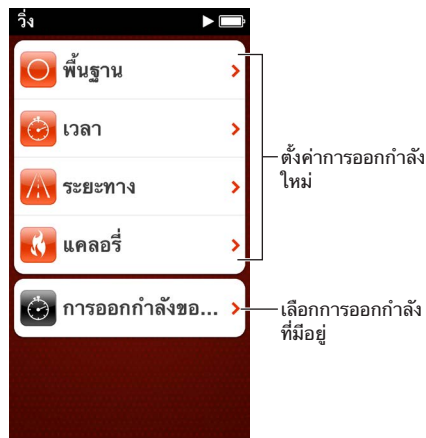 วิ่ง
พื้นฐาน
เวลา
ระยะทาง
แคลอรี่
การออกกำลังขอ...
ตั้งค่าการออกกำลัง
ใหม่
เลือกการออกกำลัง
ที่มีอยู่